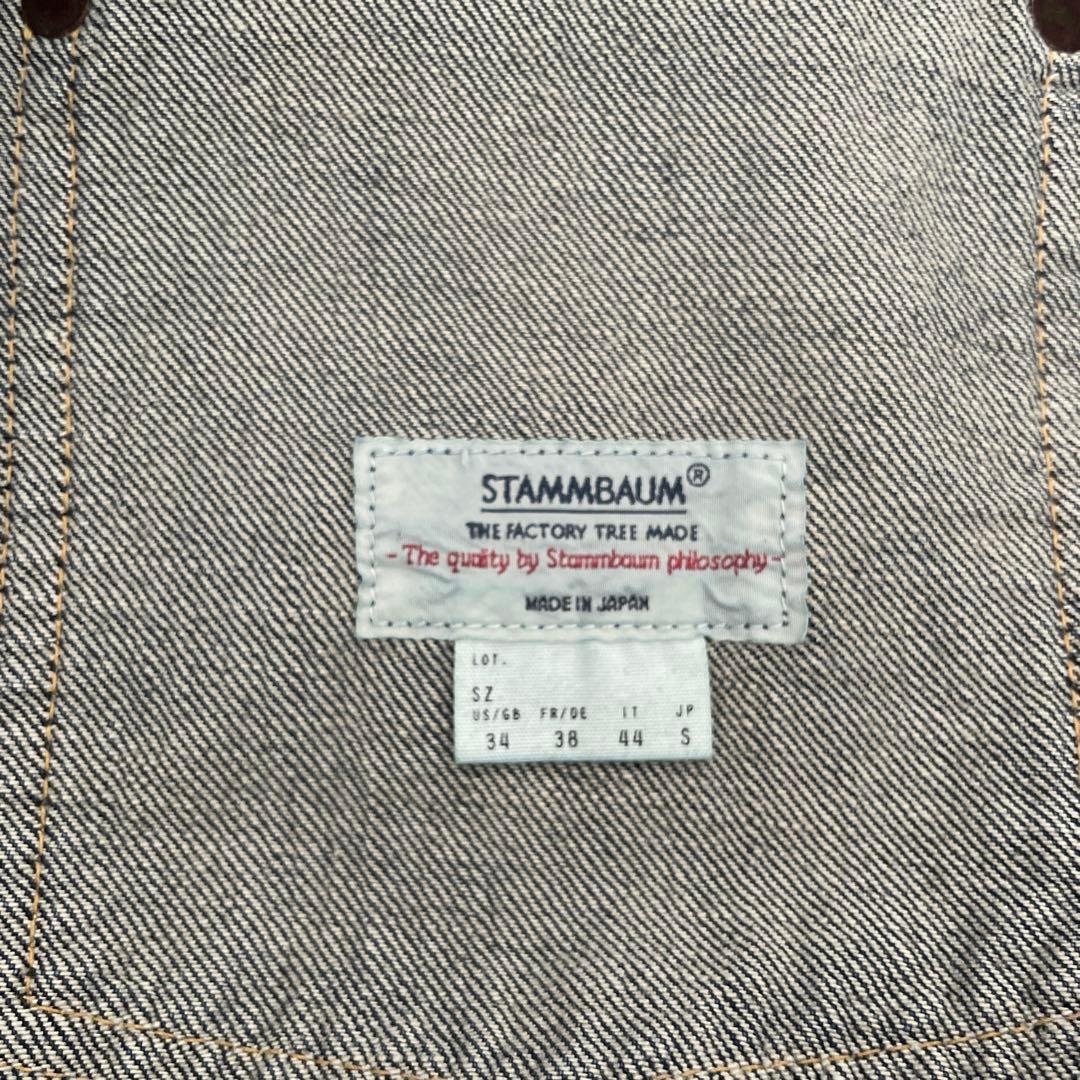 STAMMBAUM®
THE FACTORY TREE MADE
- The quality by Stammbaum philosophy -
MADE IN JAPAN
LOT.
SZ
US/GB FR/DE IT JP
34 38 44 S